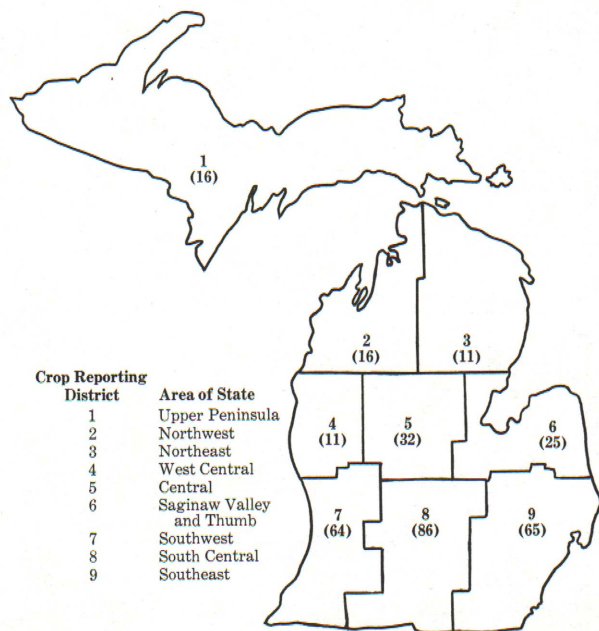 1
(16)
2
(16)
3
(11)
4
(11)
5
(32)
6
(25)
7
(64)
8
(86)
9
(65)
Crop Reporting
District Area of State
1 Upper Peninsula
2 Northwest
3 Northeast
4 West Central
5 Central
6 Saginaw Valley
and Thumb
7 Southwest
8 South Central
9 Southeast